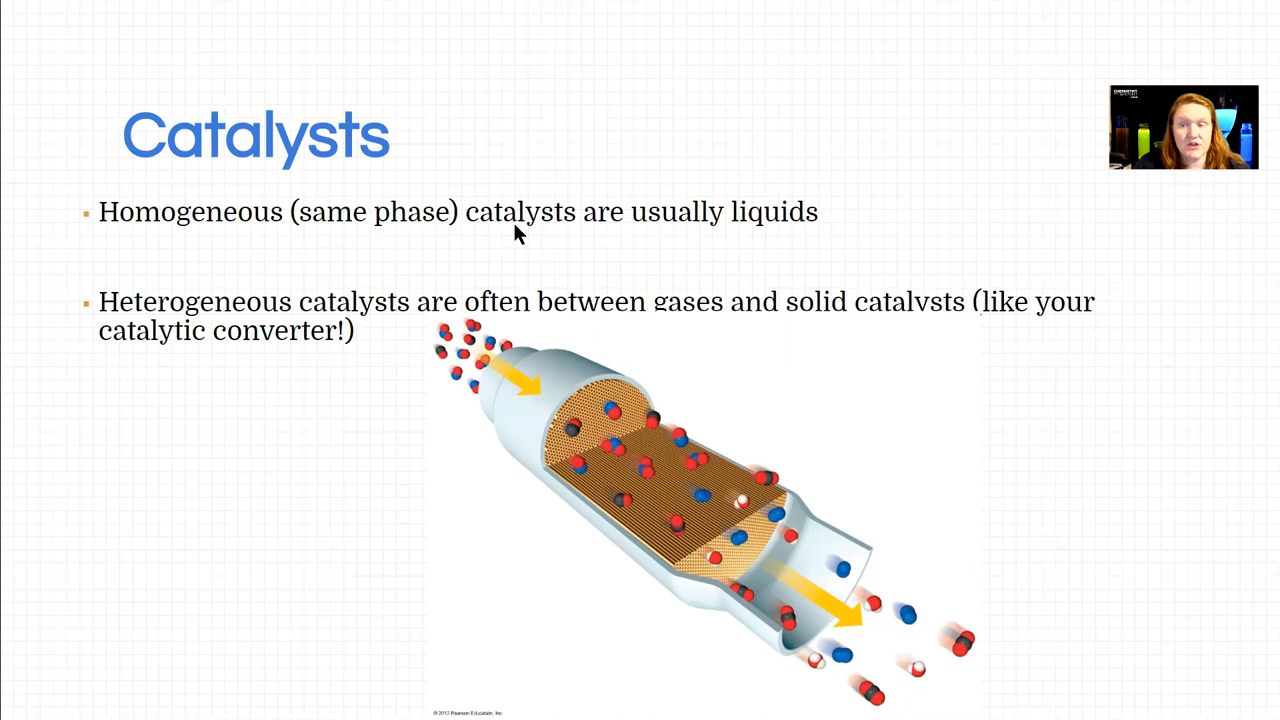 Catalysts
Homogeneous (same phase) catalysts are usually liquids
Heterogeneous catalysts are often between gases and solid catalysts (like your
catalytic converter!)
© 2012 Pearson Education, Inc.